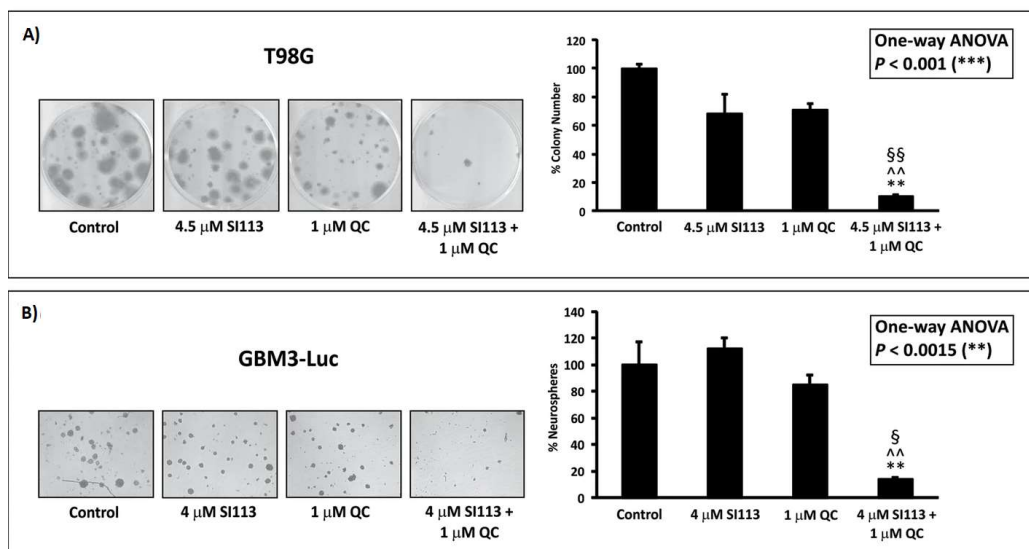 A)
T98G
Control
4.5 μM SI113
1 μM QC
4.5 μM SI113 +
1 μM QC
% Colony Number
120
100
80
60
40
20
0
One-way ANOVA
P < 0.001 (***)
§§
^^
**
Control
4.5 μM SI113
1 μM QC
4.5 μM SI113 +
1 μM QC
B)
GBM3-Luc
Control
4 μM SI113
1 μM QC
4 μM SI113 +
1 μM QC
% Neurospheres
140
120
100
80
60
40
20
0
One-way ANOVA
P < 0.0015 (**)
§
^^
**
Control
4 μM SI113
1 μM QC
4 μM SI113 +
1 μM QC